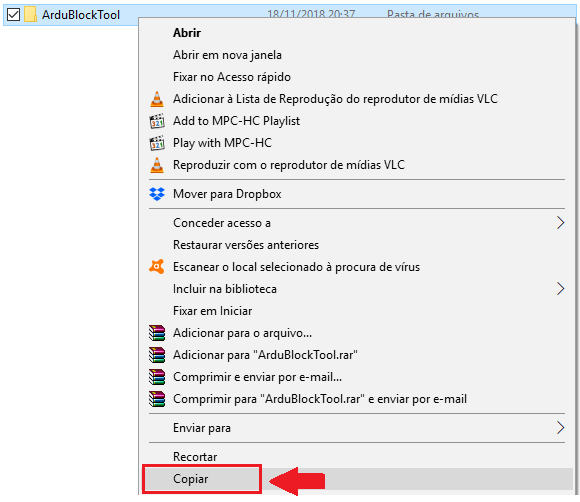 ArduBlockTool 18/11/2018 20:37 Pasta de arquivos
Abrir
Abrir em nova janela
Fixar no Acesso rápido
Adicionar à Lista de Reprodução do reprodutor de mídias VLC
Add to MPC-HC Playlist
Play with MPC-HC
Reproduzir com o reprodutor de mídias VLC
Mover para Dropbox
Conceder acesso a
Restaurar versões anteriores
Escanear o local selecionado à procura de vírus
Incluir na biblioteca
Fixar em Iniciar
Adicionar para o arquivo...
Adicionar para "ArduBlockTool.rar"
Comprimir e enviar por e-mail...
Comprimir para "ArduBlockTool.rar" e enviar por e-mail
Enviar para
Recortar
Copiar